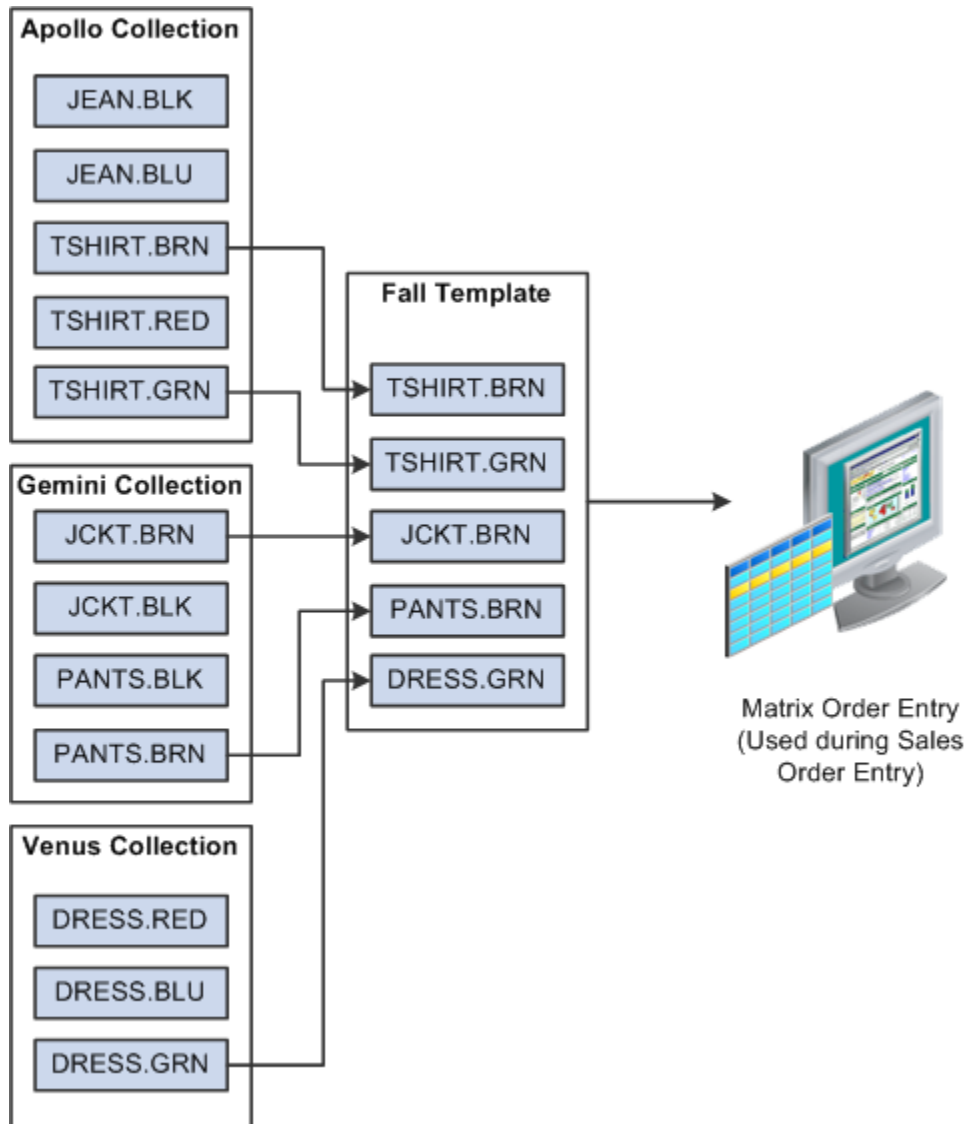 Apollo Collection
JEAN.BLK
JEAN.BLU
TSHIRT.BRN
TSHIRT.RED
TSHIRT.GRN
Gemini Collection
JCKT.BRN
JCKT.BLK
PANTS.BLK
PANTS.BRN
Venus Collection
DRESS.RED
DRESS.BLU
DRESS.GRN
Fall Template
TSHIRT.BRN
TSHIRT.GRN
JCKT.BRN
PANTS.BRN
DRESS.GRN
Matrix Order Entry
(Used during Sales
Order Entry)